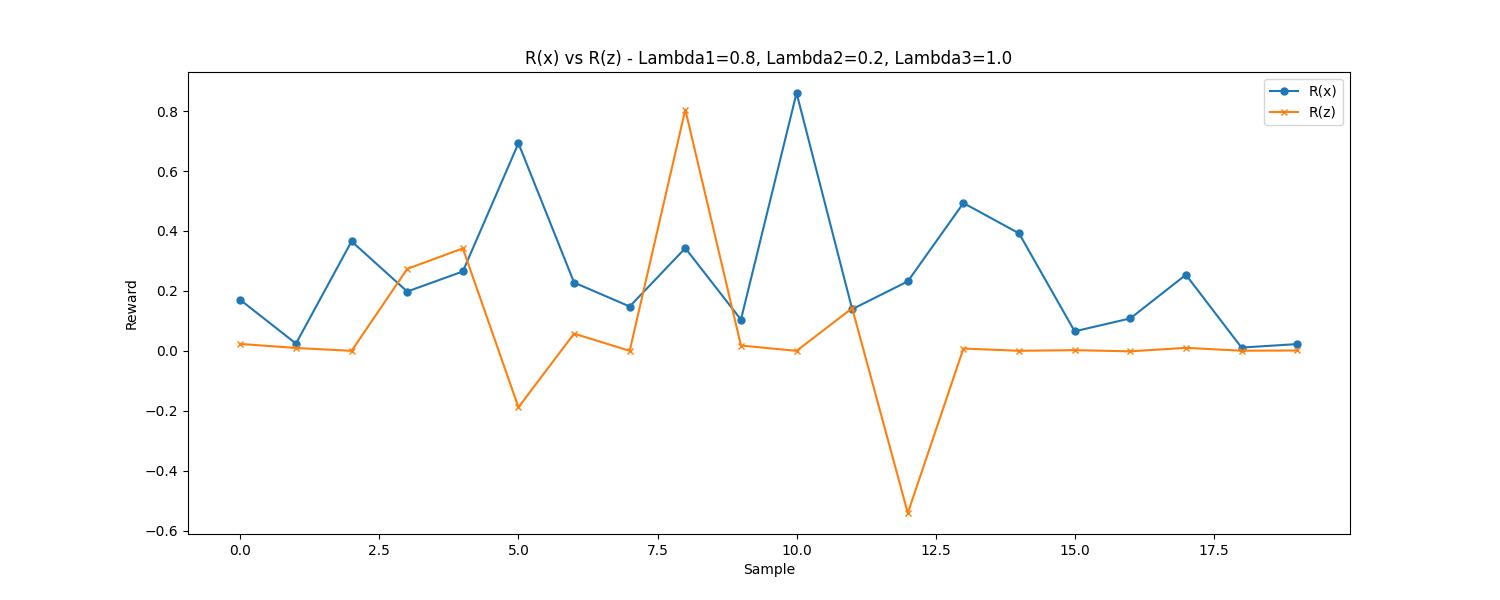 R(x) vs R(z) - Lambda1=0.8, Lambda2=0.2, Lambda3=1.0
R(x)
R(z)
0.8
0.6
0.4
0.2
0.0
−0.2
−0.4
−0.6
Reward
0.0 2.5 5.0 7.5 10.0 12.5 15.0 17.5
Sample